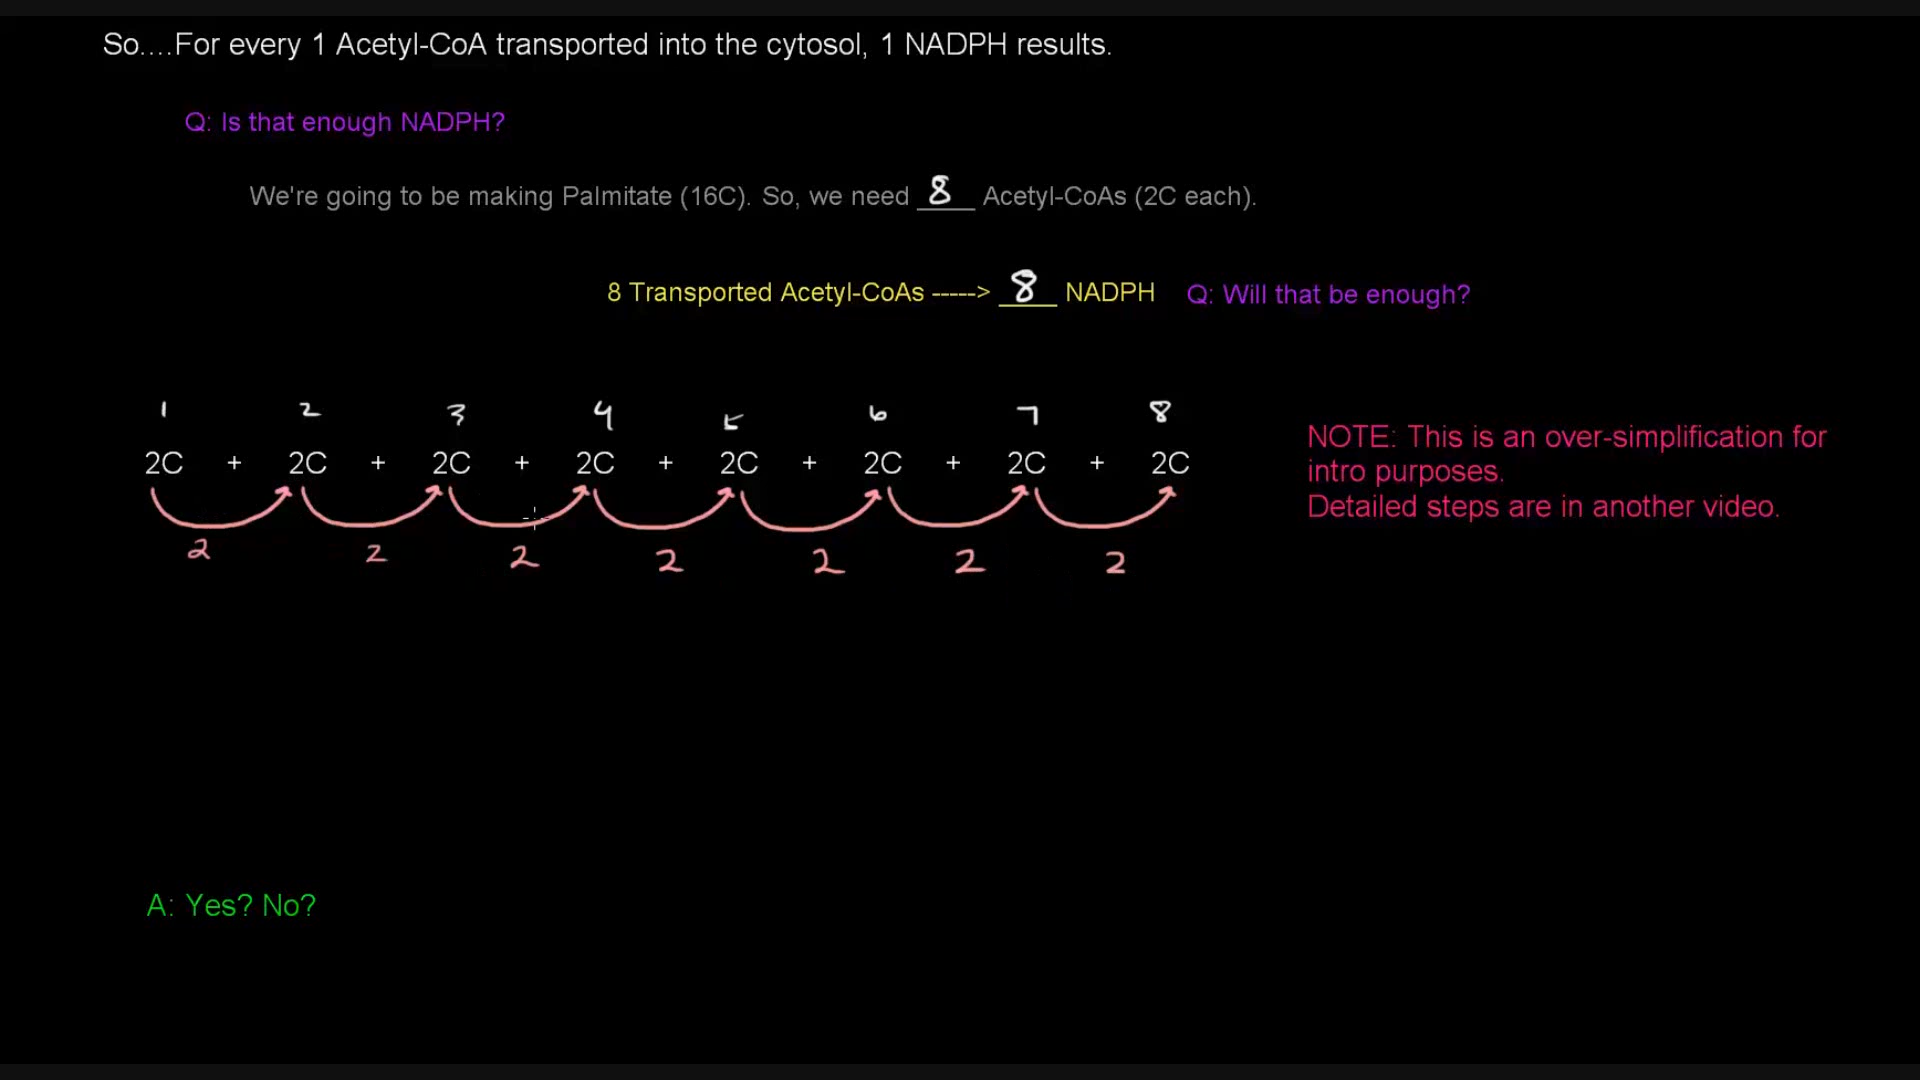 So....For every 1 Acetyl-CoA transported into the cytosol, 1 NADPH results.
Q: Is that enough NADPH?
We're going to be making Palmitate (16C). So, we need 8 Acetyl-CoAs (2C each).
8 Transported Acetyl-CoAs -----> 8 NADPH Q: Will that be enough?
1 2 3 4 5 6 7 8
2C + 2C + 2C + 2C + 2C + 2C + 2C + 2C
2 2 2 2 2 2 2
NOTE: This is an over-simplification for
intro purposes.
Detailed steps are in another video.
A: Yes? No?